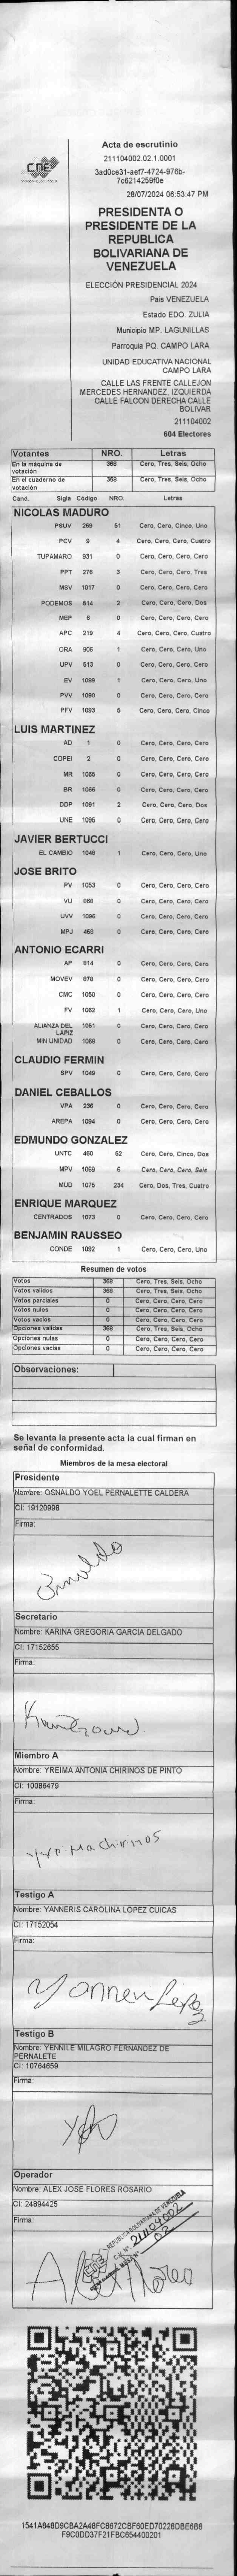 CNE
Acta de escrutinio
211104002.02.1.0001
3ad0ce31-aef7-4724-976b-
7c6214259f0e
28/07/2024 06:53:47 PM
PRESIDENTA O
PRESIDENTE DE LA
REPUBLICA
BOLIVARIANA DE
VENEZUELA
ELECCIÓN PRESIDENCIAL 2024
País VENEZUELA
Estado EDO. ZULIA
Municipio MP. LAGUNILLAS
Parroquia PQ. CAMPO LARA
UNIDAD EDUCATIVA NACIONAL
CAMPO LARA
CALLE LAS FRENTE CALLEJÓN
MERCEDES HERNANDEZ. IZQUIERDA
CALLE FALCON DERECHA CALLE
BOLIVAR
211104002
604 Electores
Votantes NRO. Letras
En la máquina de votación 368 Cero, Tres, Seis, Ocho
En el cuaderno de votación 368 Cero, Tres, Seis, Ocho
Cand. Sigla Código NRO. Letras
NICOLAS MADURO
PSUV 269 51 Cero, Cero, Cinco, Uno
PCV 9 4 Cero, Cero, Cero, Cuatro
TUPAMARO 931 0 Cero, Cero, Cero, Cero
PPT 276 3 Cero, Cero, Cero, Tres
MSV 1017 0 Cero, Cero, Cero, Cero
PODEMOS 514 2 Cero, Cero, Cero, Dos
MEP 6 0 Cero, Cero, Cero, Cero
APC 219 4 Cero, Cero, Cero, Cuatro
ORA 906 1 Cero, Cero, Cero, Uno
UPV 513 0 Cero, Cero, Cero, Cero
EV 1089 1 Cero, Cero, Cero, Uno
PVV 1090 0 Cero, Cero, Cero, Cero
PFV 1093 5 Cero, Cero, Cero, Cinco
LUIS MARTINEZ
AD 1 0 Cero, Cero, Cero, Cero
COPEI 2 0 Cero, Cero, Cero, Cero
MR 1065 0 Cero, Cero, Cero, Cero
BR 1066 0 Cero, Cero, Cero, Cero
DDP 1091 2 Cero, Cero, Cero, Dos
UNE 1095 0 Cero, Cero, Cero, Cero
JAVIER BERTUCCI
EL CAMBIO 1048 1 Cero, Cero, Cero, Uno
JOSE BRITO
PV 1053 0 Cero, Cero, Cero, Cero
VU 868 0 Cero, Cero, Cero, Cero
UVV 1096 0 Cero, Cero, Cero, Cero
MPJ 468 0 Cero, Cero, Cero, Cero
ANTONIO ECARRI
AP 914 0 Cero, Cero, Cero, Cero
MOVEV 878 0 Cero, Cero, Cero, Cero
CMC 1050 0 Cero, Cero, Cero, Cero
FV 1062 1 Cero, Cero, Cero, Uno
ALIANZA DEL LAPIZ 1051 0 Cero, Cero, Cero, Cero
MIN UNIDAD 1068 0 Cero, Cero, Cero, Cero
CLAUDIO FERMIN
SPV 1049 0 Cero, Cero, Cero, Cero
DANIEL CEBALLOS
VPA 236 0 Cero, Cero, Cero, Cero
AREPA 1094 0 Cero, Cero, Cero, Cero
EDMUNDO GONZALEZ
UNTC 460 52 Cero, Cero, Cinco, Dos
MPV 1069 6 Cero, Cero, Cero, Seis
MUD 1075 234 Cero, Dos, Tres, Cuatro
ENRIQUE MARQUEZ
CENTRADOS 1073 0 Cero, Cero, Cero, Cero
BENJAMIN RAUSSEO
CONDE 1092 1 Cero, Cero, Cero, Uno
Resumen de votos
Votos 368 Cero, Tres, Seis, Ocho
Votos validos 368 Cero, Tres, Seis, Ocho
Votos parciales 0 Cero, Cero, Cero, Cero
Votos nulos 0 Cero, Cero, Cero, Cero
Votos vacios 0 Cero, Cero, Cero, Cero
Opciones validas 368 Cero, Tres, Seis, Ocho
Opciones nulas 0 Cero, Cero, Cero, Cero
Opciones vacias 0 Cero, Cero, Cero, Cero
Observaciones:
Se levanta la presente acta la cual firman en
señal de conformidad.
Miembros de la mesa electoral
Presidente
Nombre: OSNALDO YOEL PERNALETTE CALDERA
CI: 19120998
Firma:
Secretario
Nombre: KARINA GREGORIA GARCIA DELGADO
CI: 17152655
Firma:
Miembro A
Nombre: YREIMA ANTONIA CHIRINOS DE PINTO
CI: 10086479
Firma:
Testigo A
Nombre: YANNERIS CAROLINA LOPEZ CUICAS
CI: 17152054
Firma:
Testigo B
Nombre: YENNILE MILAGRO FERNANDEZ DE
PERNALETE
CI: 10764659
Firma:
Operador
Nombre: ALEX JOSE FLORES ROSARIO
CI: 24894425
Firma:
REPUBLICA BOLIVARIANA DE VENEZUELA
CNE
211104002
02
Alex Flores
1541A848D9CBA2A48FC8672CBF60ED70228DBE6B8
F9C0DD37F21FBC654400201